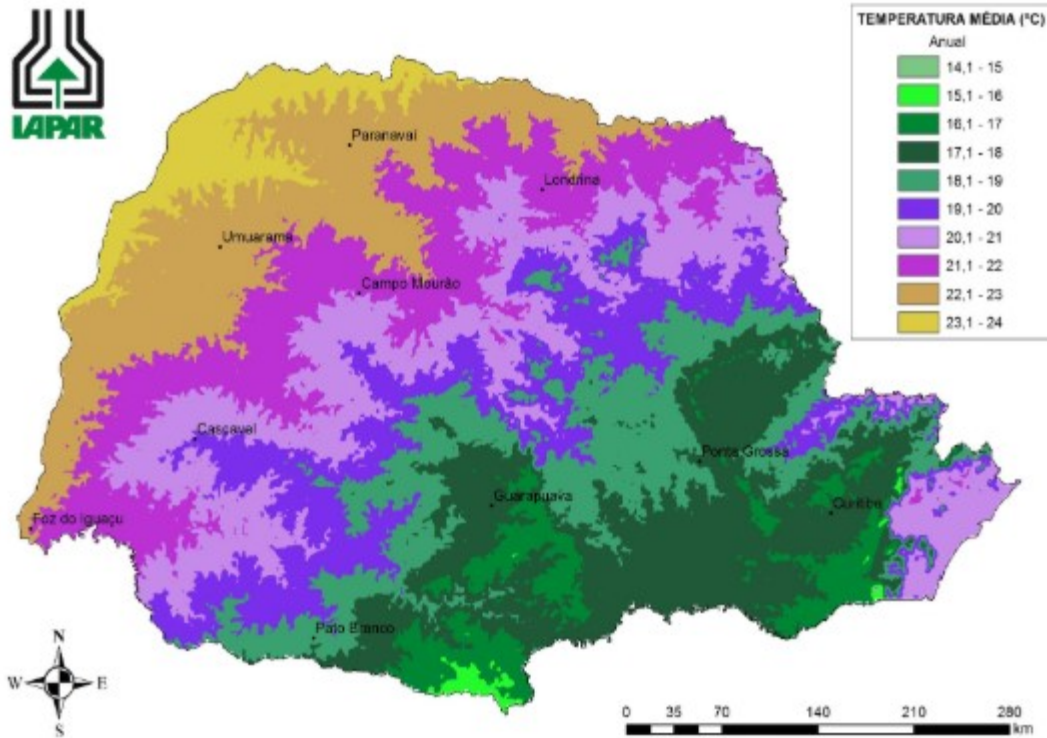 IAPAR
TEMPERATURA MÉDIA (°C)
Anual
14,1 - 15
15,1 - 16
16,1 - 17
17,1 - 18
18,1 - 19
19,1 - 20
20,1 - 21
21,1 - 22
22,1 - 23
23,1 - 24
Paranavaí
Londrina
Umuarama
Campo Mourão
Cascavel
Ponta Grossa
Guarapuava
Curitiba
Foz do Iguaçu
Pato Branco
N
W E
S
0 35 70 140 210 280
km